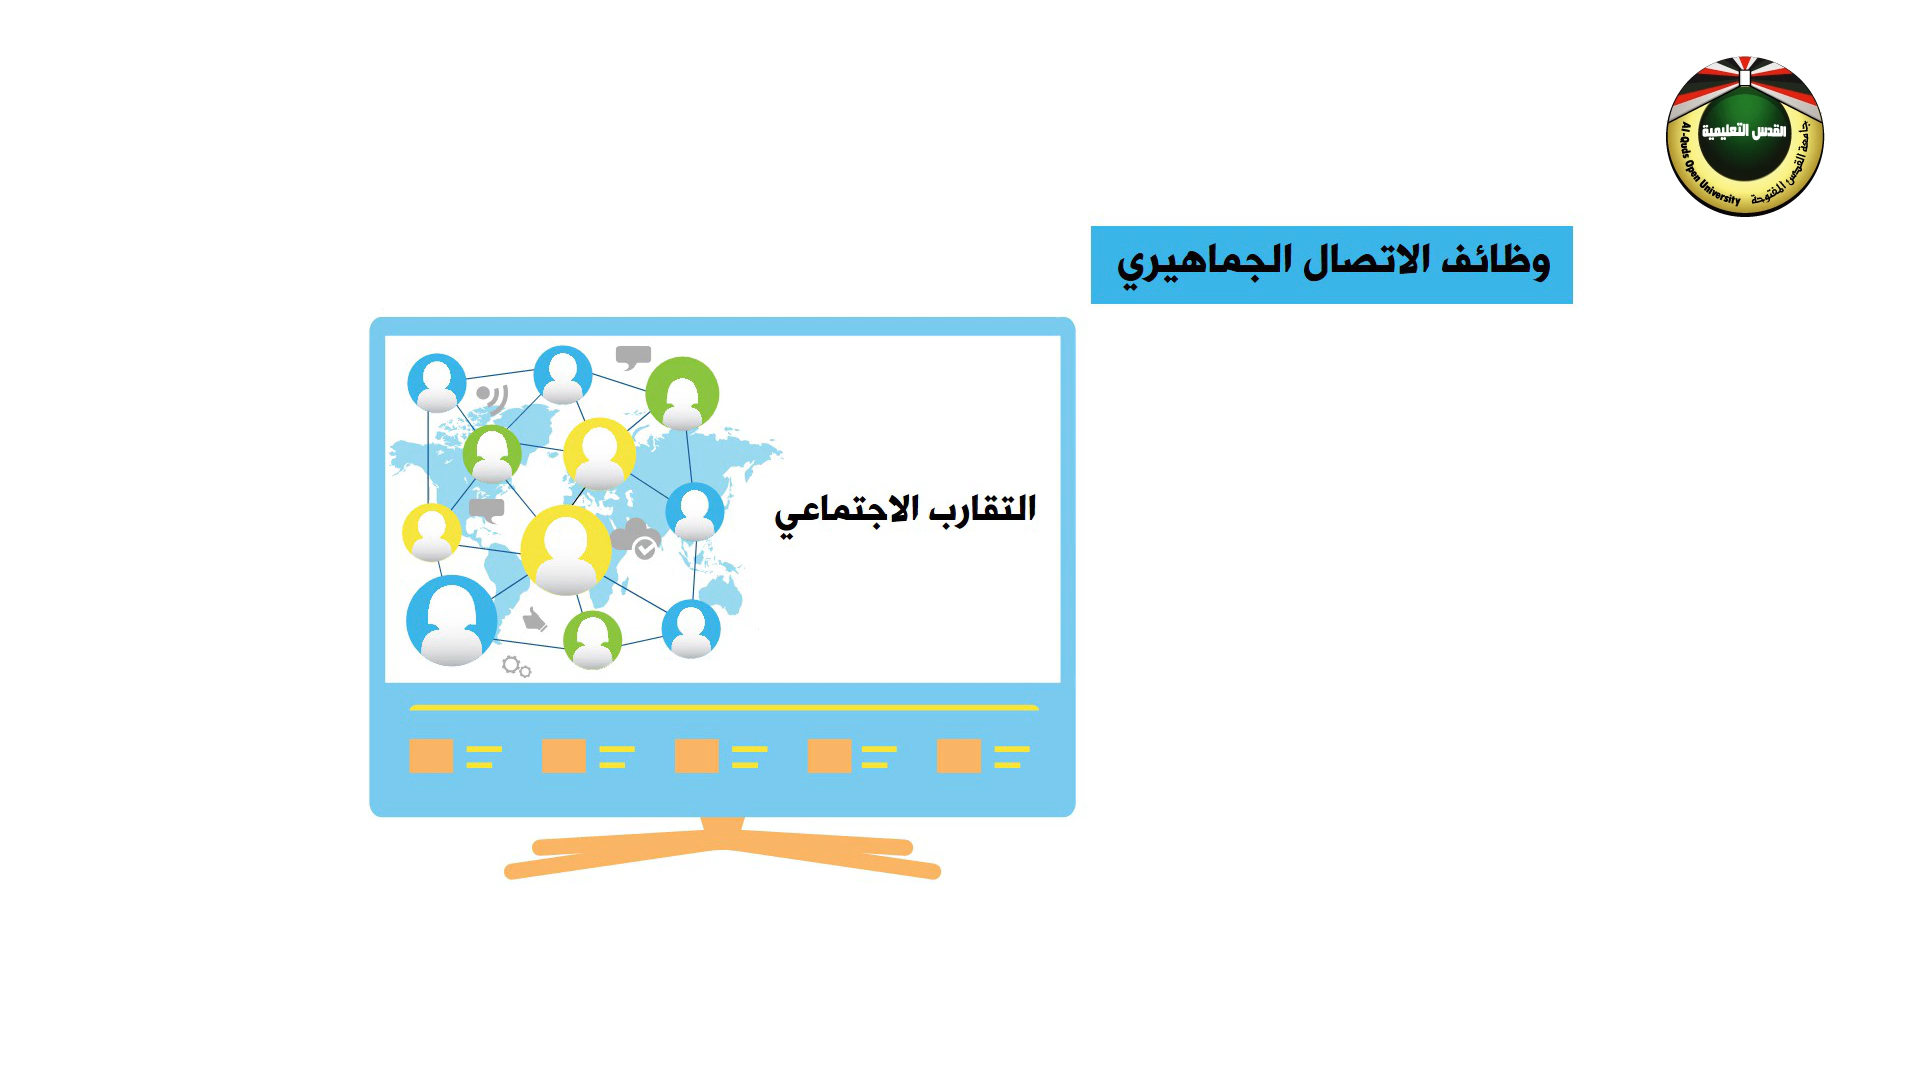 القدس التعليمية
جامعة القدس المفتوحة
Al-Quds Open University
وظائف الاتصال الجماهيري
التقارب الاجتماعي